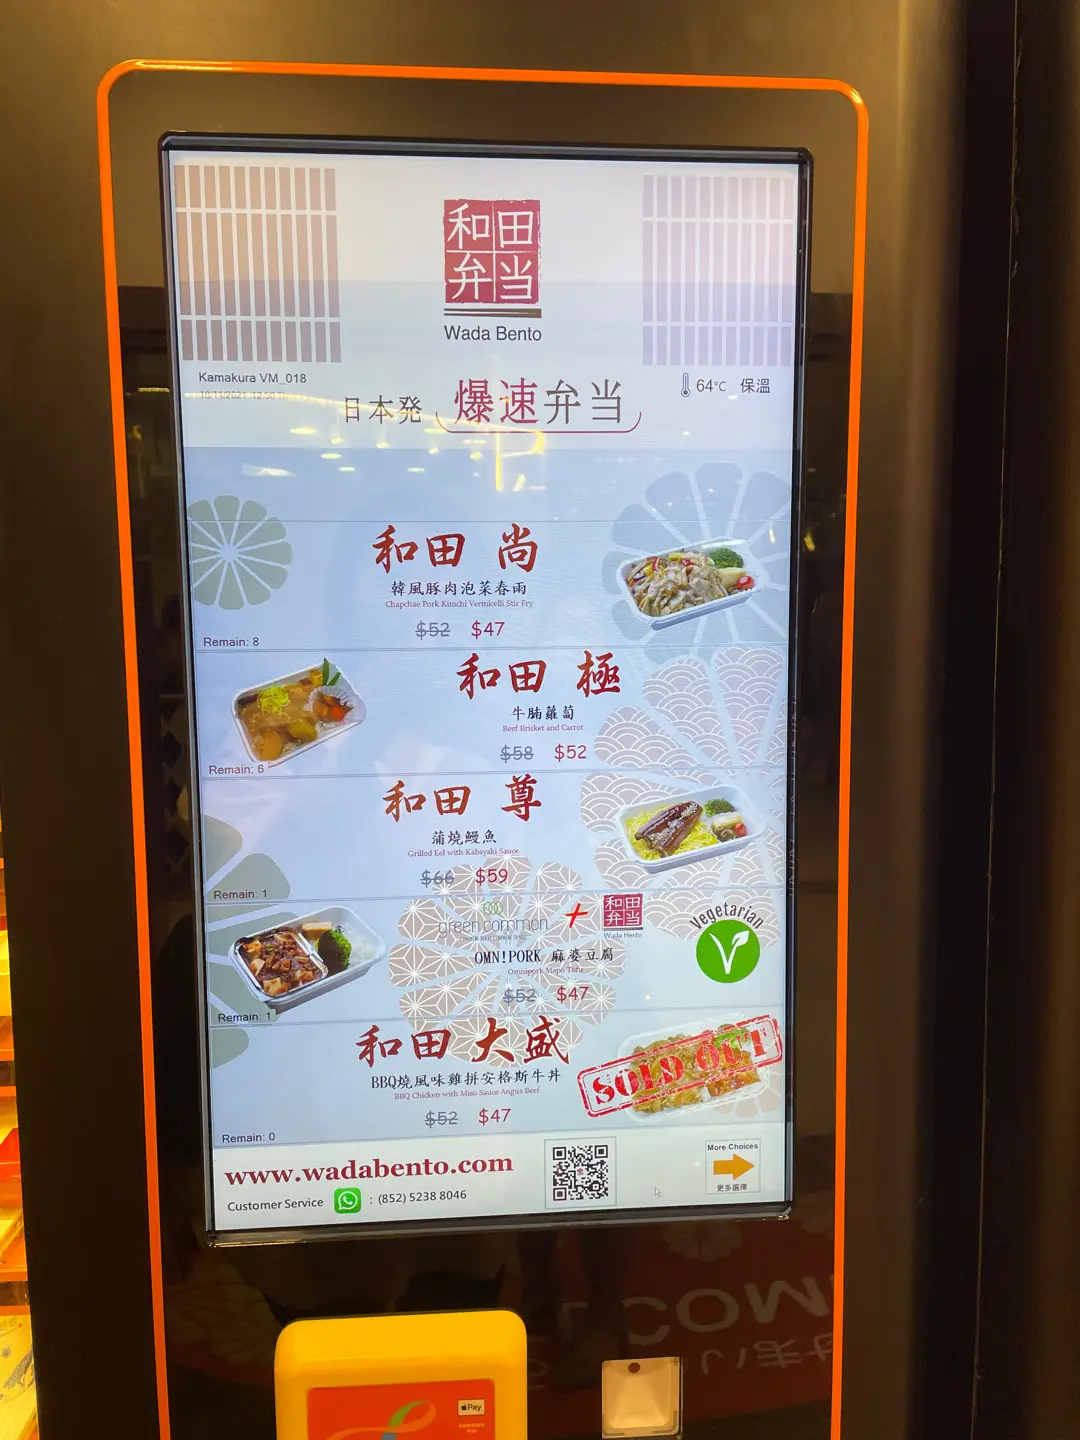 和田
弁当
Wada Bento
Kamakura VM_018
64°C 保溫
日本発 爆速弁当
和田 尚
韓風豚肉泡菜春雨
Chapchae Pork Kimchi Vermicelli Stir Fry
$52 $47
Remain: 8
和田 極
牛腩蘿蔔
Beef Brisket and Carrot
$58 $52
Remain: 6
和田 尊
蒲燒鰻魚
Grilled Eel with Kabayaki Sauce
$66 $59
Remain: 1
green common + 和田
弁当
Wada Bento
Vegetarian
V
OMN!PORK 麻婆豆腐
Omnipork Mapo Tofu
$52 $47
Remain: 1
和田 大盛
BBQ燒風味雞拼安格斯牛丼
BBQ Chicken with Miso Sauce Angus Beef
$52 $47
SOLD OUT
Remain: 0
www.wadabento.com
Customer Service : (852) 5238 8046
More Choices
更多選擇
Pay